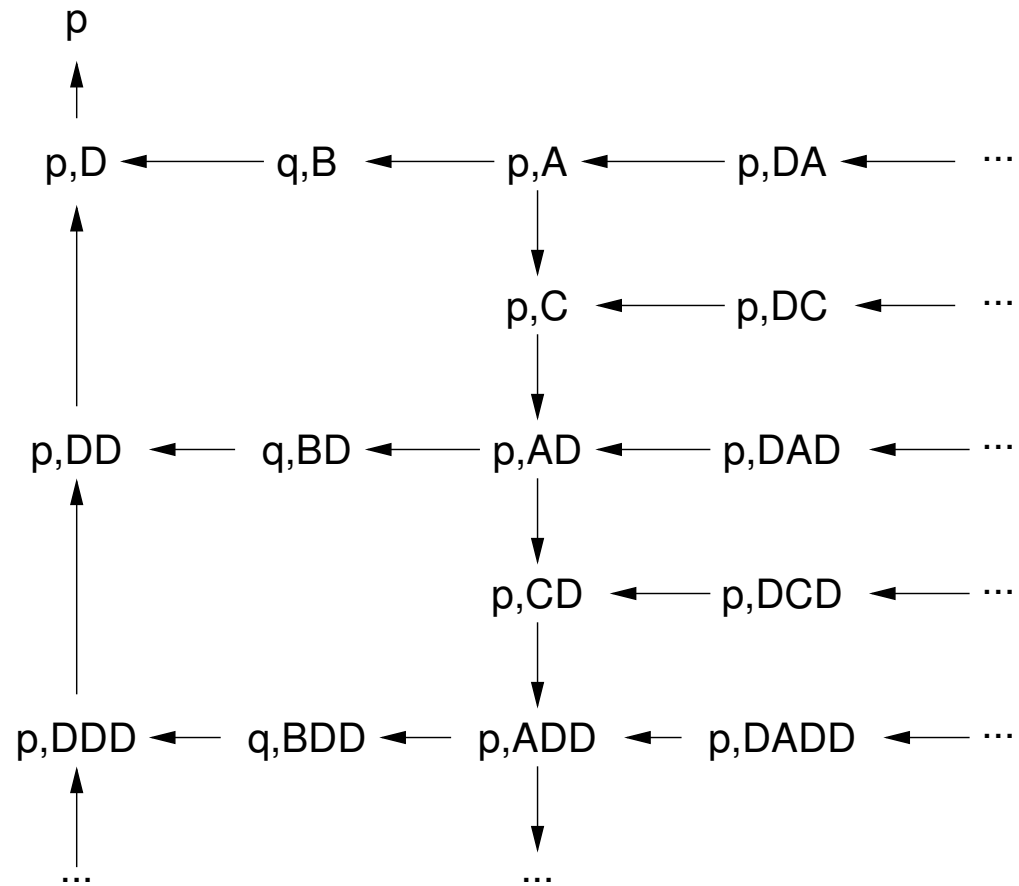 p
p,D q,B p,A p,DA ...
p,C p,DC ...
p,DD q,BD p,AD p,DAD ...
p,CD p,DCD ...
p,DDD q,BDD p,ADD p,DADD ...
... ...